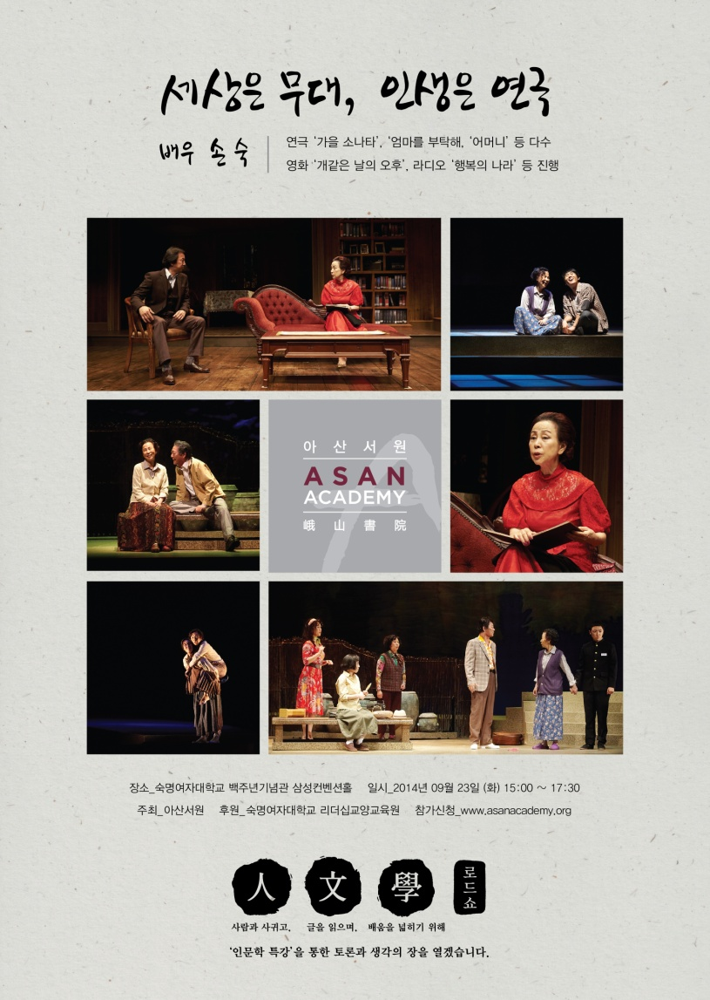 세상은 무대, 인생은 연극
배우 손 숙
연극 '가을 소나타', '엄마를 부탁해, '어머니' 등 다수
영화 '개같은 날의 오후', 라디오 '행복의 나라' 등 진행
아산서원
ASAN
ACADEMY
峨山書院
장소_숙명여자대학교 백주년기념관 삼성컨벤션홀 일시_2014년 09월 23일 (화) 15:00 ~ 17:30
주최_아산서원 후원_숙명여자대학교 리더십교양교육원 참가신청_www.asanacademy.org
人 文 學 로드쇼
사람과 사귀고, 글을 읽으며, 배움을 넓히기 위해
'인문학 특강'을 통한 토론과 생각의 장을 열겠습니다.